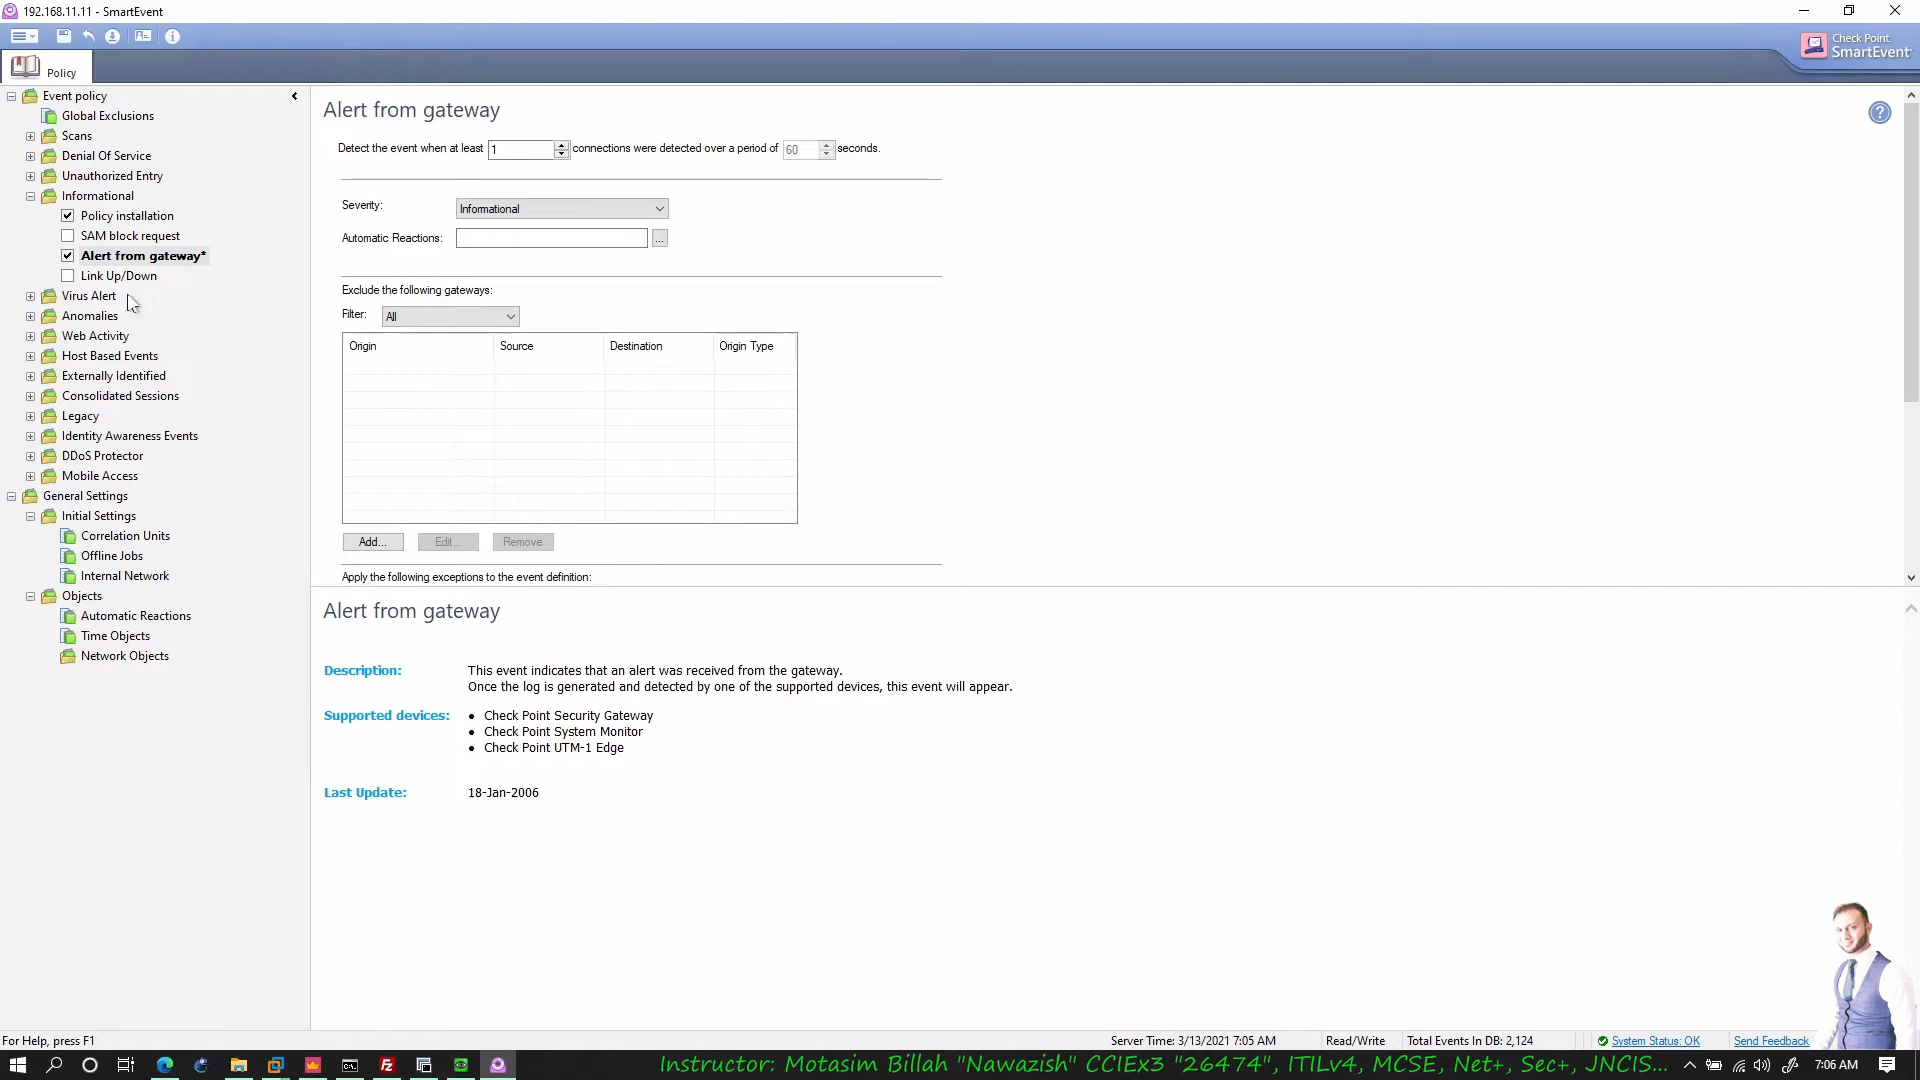 192.168.11.11 - SmartEvent
Check Point
SmartEvent
Policy
Event policy
Global Exclusions
Scans
Denial Of Service
Unauthorized Entry
Informational
Policy installation
SAM block request
Alert from gateway*
Link Up/Down
Virus Alert
Anomalies
Web Activity
Host Based Events
Externally Identified
Consolidated Sessions
Legacy
Identity Awareness Events
DDoS Protector
Mobile Access
General Settings
Initial Settings
Correlation Units
Offline Jobs
Internal Network
Objects
Automatic Reactions
Time Objects
Network Objects
Alert from gateway
Detect the event when at least 1 connections were detected over a period of 60 seconds.
Severity: Informational
Automatic Reactions: ...
Exclude the following gateways:
Filter: All
Origin Source Destination Origin Type
Add... Edit... Remove
Apply the following exceptions to the event definition:
Alert from gateway
Description: This event indicates that an alert was received from the gateway.
Once the log is generated and detected by one of the supported devices, this event will appear.
Supported devices: • Check Point Security Gateway
• Check Point System Monitor
• Check Point UTM-1 Edge
Last Update: 18-Jan-2006
For Help, press F1
Server Time: 3/13/2021 7:05 AM Read/Write Total Events In DB: 2,124 System Status: OK Send Feedback
Instructor: Motasim Billah "Nawazish" CCIEx3 "26474", ITILv4, MCSE, Net+, Sec+, JNCIS...
7:06 AM